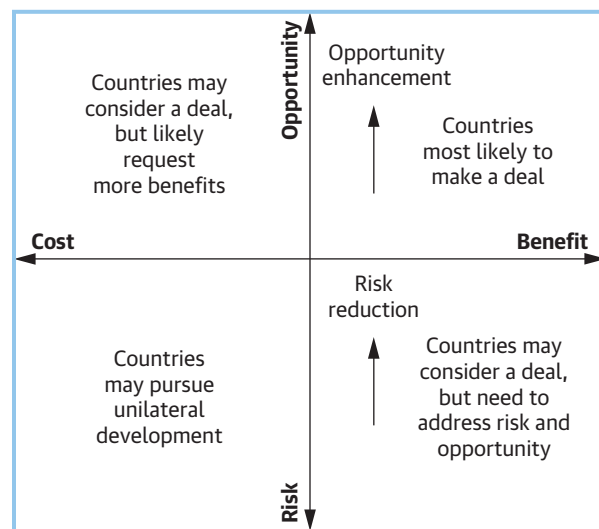 Opportunity
Countries may
consider a deal,
but likely
request
more benefits
Opportunity
enhancement
Countries
most likely to
make a deal
Cost
Benefit
Countries
may pursue
unilateral
development
Risk
reduction
Countries may
consider a deal,
but need to
address risk and
opportunity
Risk